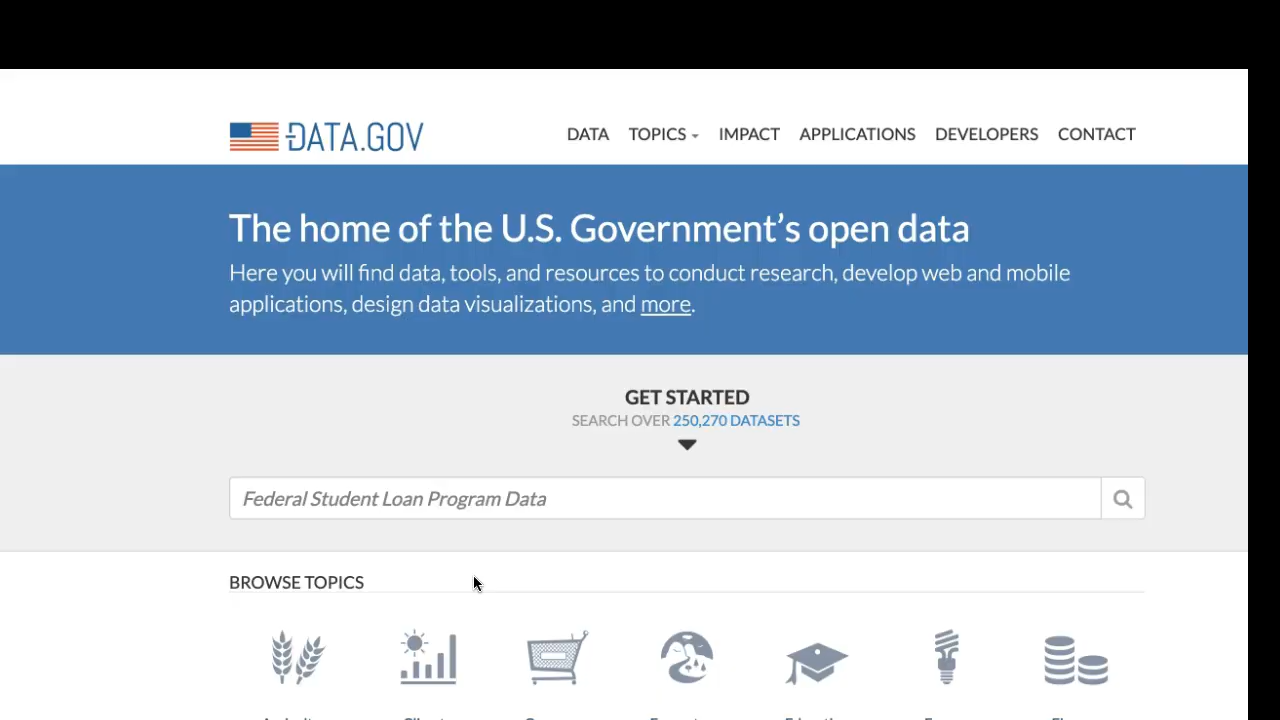 DATA.GOV
DATA TOPICS IMPACT APPLICATIONS DEVELOPERS CONTACT
The home of the U.S. Government's open data
Here you will find data, tools, and resources to conduct research, develop web and mobile
applications, design data visualizations, and more.
GET STARTED
SEARCH OVER 250,270 DATASETS
Federal Student Loan Program Data
BROWSE TOPICS